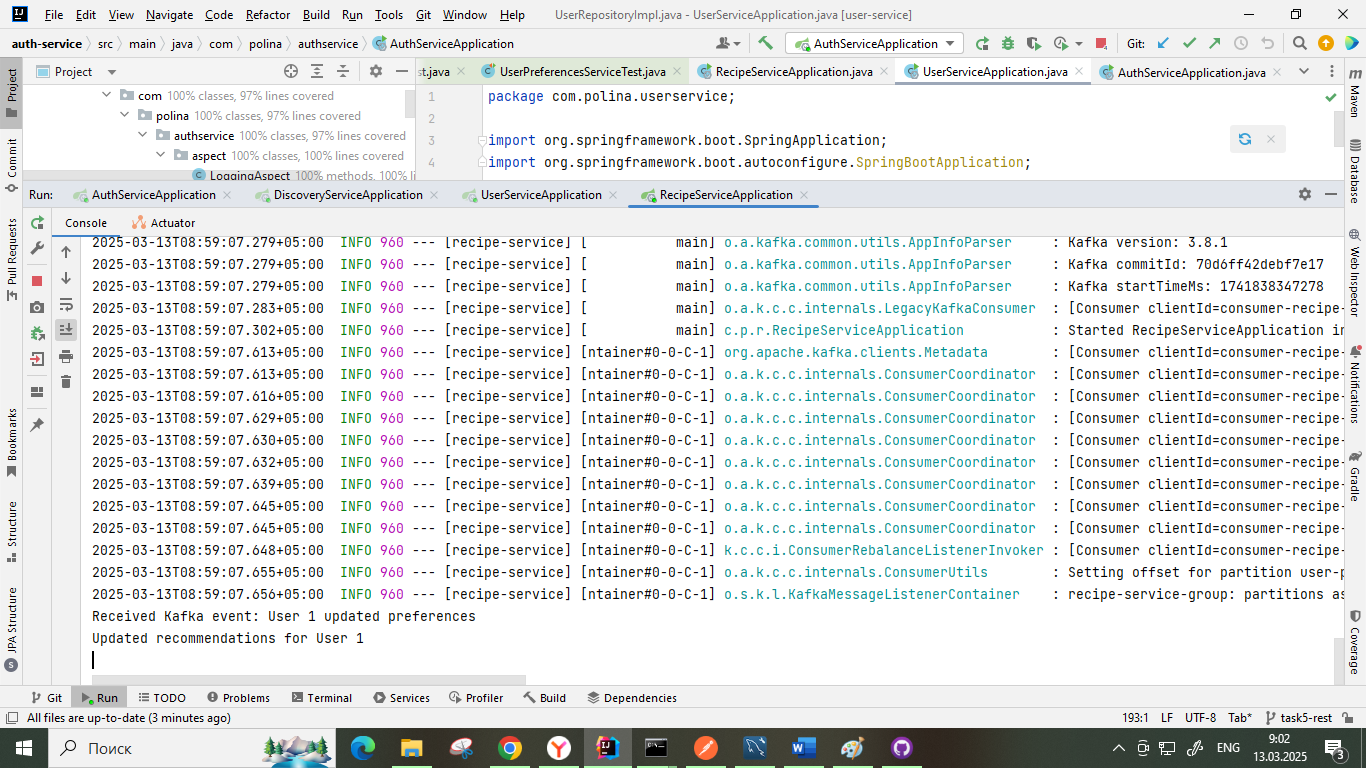 File Edit View Navigate Code Refactor Build Run Tools Git Window Help UserRepositoryImpl.java - UserServiceApplication.java [user-service]
auth-service src main java com polina authservice AuthServiceApplication AuthServiceApplication Git:
Project st.java UserPreferencesServiceTest.java RecipeServiceApplication.java UserServiceApplication.java AuthServiceApplication.java
com 100% classes, 97% lines covered
polina 100% classes, 97% lines covered
authservice 100% classes, 97% lines covered
aspect 100% classes, 100% lines covered
LoggingAspect 100% methods, 100% li
1 package com.polina.userservice;
2
3 import org.springframework.boot.SpringApplication;
4 import org.springframework.boot.autoconfigure.SpringBootApplication;
Run: AuthServiceApplication DiscoveryServiceApplication UserServiceApplication RecipeServiceApplication
Console Actuator
2025-03-13T08:59:07.279+05:00 INFO 960 --- [recipe-service] [ main] o.a.kafka.common.utils.AppInfoParser : Kafka version: 3.8.1
2025-03-13T08:59:07.279+05:00 INFO 960 --- [recipe-service] [ main] o.a.kafka.common.utils.AppInfoParser : Kafka commitId: 70d6ff42debf7e17
2025-03-13T08:59:07.279+05:00 INFO 960 --- [recipe-service] [ main] o.a.kafka.common.utils.AppInfoParser : Kafka startTimeMs: 1741838347278
2025-03-13T08:59:07.283+05:00 INFO 960 --- [recipe-service] [ main] o.a.k.c.c.internals.LegacyKafkaConsumer : [Consumer clientId=consumer-recipe-
2025-03-13T08:59:07.302+05:00 INFO 960 --- [recipe-service] [ main] c.p.r.RecipeServiceApplication : Started RecipeServiceApplication in
2025-03-13T08:59:07.613+05:00 INFO 960 --- [recipe-service] [ntainer#0-0-C-1] org.apache.kafka.clients.Metadata : [Consumer clientId=consumer-recipe-
2025-03-13T08:59:07.613+05:00 INFO 960 --- [recipe-service] [ntainer#0-0-C-1] o.a.k.c.c.internals.ConsumerCoordinator : [Consumer clientId=consumer-recipe-
2025-03-13T08:59:07.616+05:00 INFO 960 --- [recipe-service] [ntainer#0-0-C-1] o.a.k.c.c.internals.ConsumerCoordinator : [Consumer clientId=consumer-recipe-
2025-03-13T08:59:07.629+05:00 INFO 960 --- [recipe-service] [ntainer#0-0-C-1] o.a.k.c.c.internals.ConsumerCoordinator : [Consumer clientId=consumer-recipe-
2025-03-13T08:59:07.630+05:00 INFO 960 --- [recipe-service] [ntainer#0-0-C-1] o.a.k.c.c.internals.ConsumerCoordinator : [Consumer clientId=consumer-recipe-
2025-03-13T08:59:07.632+05:00 INFO 960 --- [recipe-service] [ntainer#0-0-C-1] o.a.k.c.c.internals.ConsumerCoordinator : [Consumer clientId=consumer-recipe-
2025-03-13T08:59:07.639+05:00 INFO 960 --- [recipe-service] [ntainer#0-0-C-1] o.a.k.c.c.internals.ConsumerCoordinator : [Consumer clientId=consumer-recipe-
2025-03-13T08:59:07.645+05:00 INFO 960 --- [recipe-service] [ntainer#0-0-C-1] o.a.k.c.c.internals.ConsumerCoordinator : [Consumer clientId=consumer-recipe-
2025-03-13T08:59:07.645+05:00 INFO 960 --- [recipe-service] [ntainer#0-0-C-1] o.a.k.c.c.internals.ConsumerCoordinator : [Consumer clientId=consumer-recipe-
2025-03-13T08:59:07.648+05:00 INFO 960 --- [recipe-service] [ntainer#0-0-C-1] k.c.c.i.ConsumerRebalanceListenerInvoker : [Consumer clientId=consumer-recipe-
2025-03-13T08:59:07.655+05:00 INFO 960 --- [recipe-service] [ntainer#0-0-C-1] o.a.k.c.c.internals.ConsumerUtils : Setting offset for partition user-p
2025-03-13T08:59:07.656+05:00 INFO 960 --- [recipe-service] [ntainer#0-0-C-1] o.s.k.l.KafkaMessageListenerContainer : recipe-service-group: partitions as
Received Kafka event: User 1 updated preferences
Updated recommendations for User 1
Project
Commit
Pull Requests
Bookmarks
Structure
JPA Structure
Maven
Database
Web Inspector
Notifications
Gradle
Coverage
Git Run TODO Problems Terminal Services Profiler Build Dependencies
All files are up-to-date (3 minutes ago) 193:1 LF UTF-8 Tab* task5-rest
Поиск ENG 9:02
13.03.2025 3